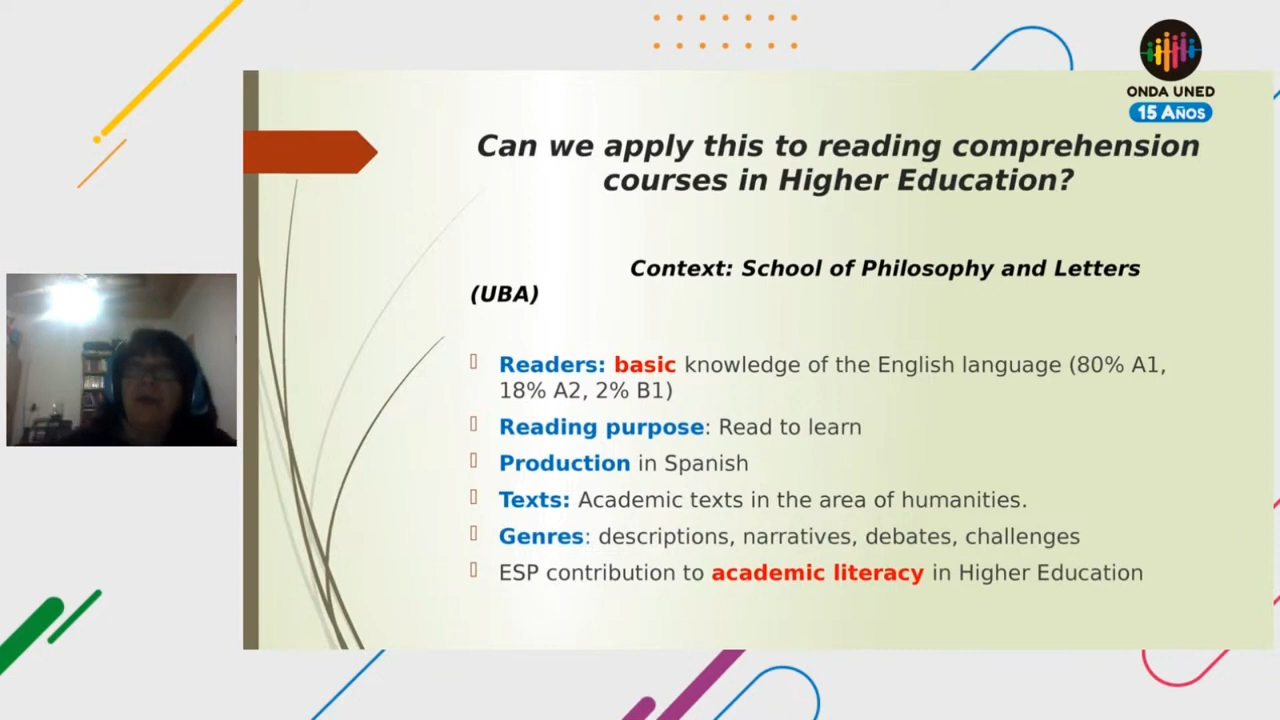 ONDA UNED
15 AÑOS
Can we apply this to reading comprehension
courses in Higher Education?
Context: School of Philosophy and Letters
(UBA)
Readers: basic knowledge of the English language (80% A1,
18% A2, 2% B1)
Reading purpose: Read to learn
Production in Spanish
Texts: Academic texts in the area of humanities.
Genres: descriptions, narratives, debates, challenges
ESP contribution to academic literacy in Higher Education